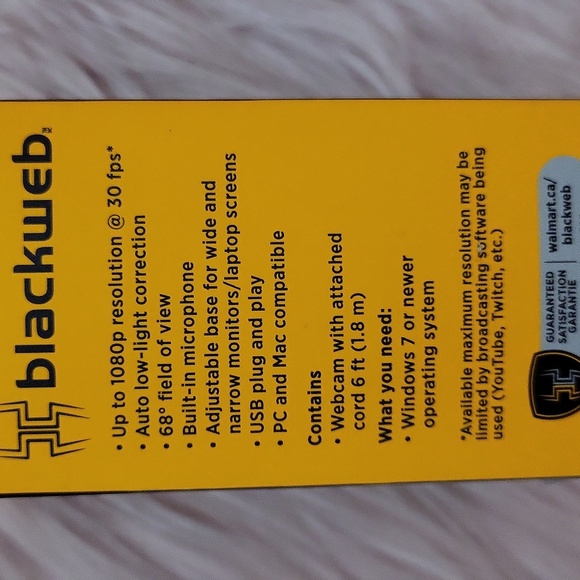 blackweb™
• Up to 1080p resolution @ 30 fps*
• Auto low-light correction
• 68° field of view
• Built-in microphone
• Adjustable base for wide and
narrow monitors/laptop screens
• USB plug and play
• PC and Mac compatible
Contains
• Webcam with attached
cord 6 ft (1.8 m)
What you need:
• Windows 7 or newer
operating system
*Available maximum resolution may be
limited by broadcasting software being
used (YouTube, Twitch, etc.)
GUARANTEED
SATISFACTION
GARANTIE
walmart.ca/
blackweb